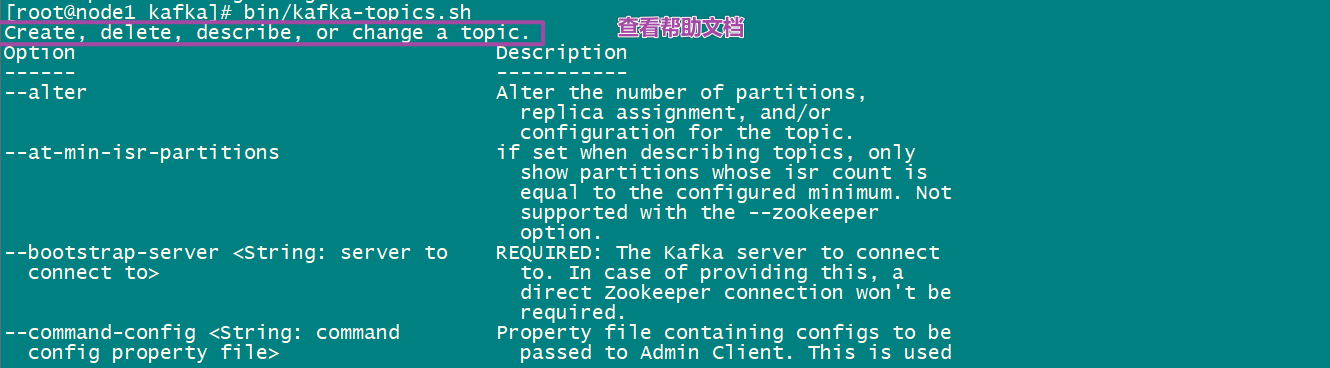 [root@node1 kafka]# bin/kafka-topics.sh
Create, delete, describe, or change a topic.
查看帮助文档
Option Description
------ -----------
--alter Alter the number of partitions,
replica assignment, and/or
configuration for the topic.
--at-min-isr-partitions if set when describing topics, only
show partitions whose isr count is
equal to the configured minimum. Not
supported with the --zookeeper
option.
--bootstrap-server <String: server to REQUIRED: The Kafka server to connect
connect to> to. In case of providing this, a
direct Zookeeper connection won't be
required.
--command-config <String: command Property file containing configs to be
config property file> passed to Admin Client. This is used